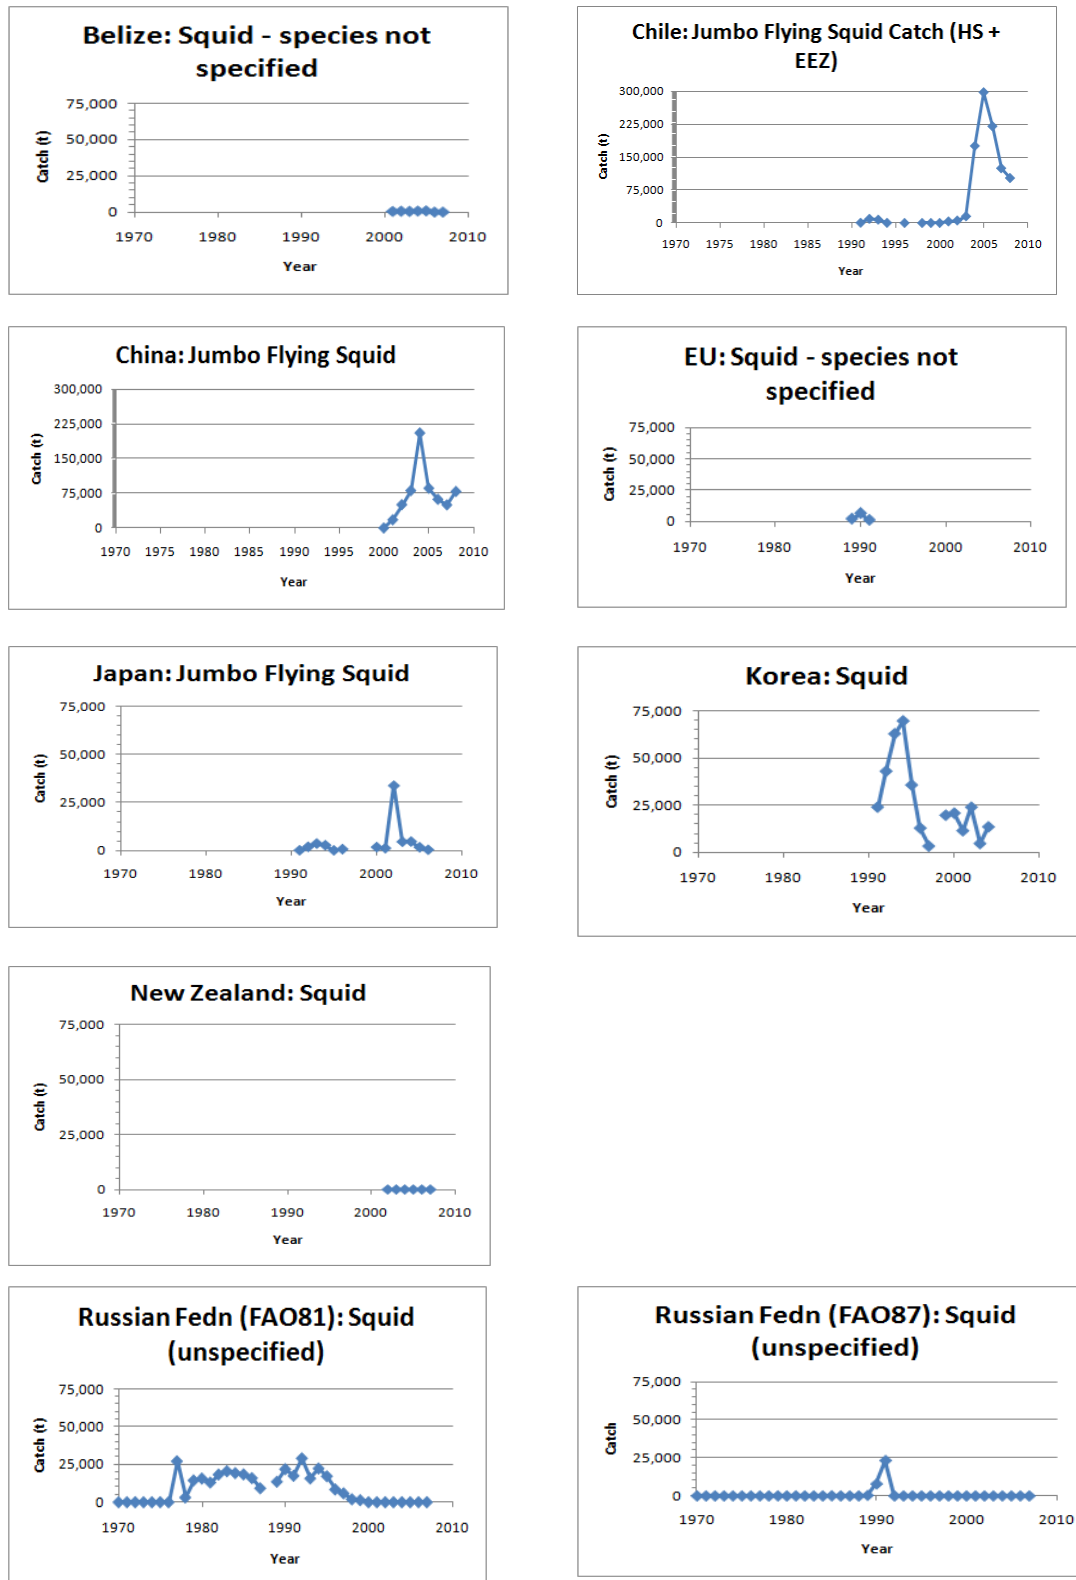 Belize: Squid - species not
specified
75,000
50,000
25,000
0
Catch (t)
1970 1980 1990 2000 2010
Year
Chile: Jumbo Flying Squid Catch (HS +
EEZ)
300,000
225,000
150,000
75,000
0
Catch (t)
1970 1975 1980 1985 1990 1995 2000 2005 2010
Year
China: Jumbo Flying Squid
300,000
225,000
150,000
75,000
0
Catch (t)
1970 1975 1980 1985 1990 1995 2000 2005 2010
Year
EU: Squid - species not
specified
75,000
50,000
25,000
0
Catch (t)
1970 1980 1990 2000 2010
Year
Japan: Jumbo Flying Squid
75,000
50,000
25,000
0
Catch (t)
1970 1980 1990 2000 2010
Year
Korea: Squid
75,000
50,000
25,000
0
Catch (t)
1970 1980 1990 2000 2010
Year
New Zealand: Squid
75,000
50,000
25,000
0
Catch (t)
1970 1980 1990 2000 2010
Year
Russian Fedn (FAO81): Squid
(unspecified)
75,000
50,000
25,000
0
Catch (t)
1970 1980 1990 2000 2010
Year
Russian Fedn (FAO87): Squid
(unspecified)
75,000
50,000
25,000
0
Catch
1970 1980 1990 2000 2010
Year